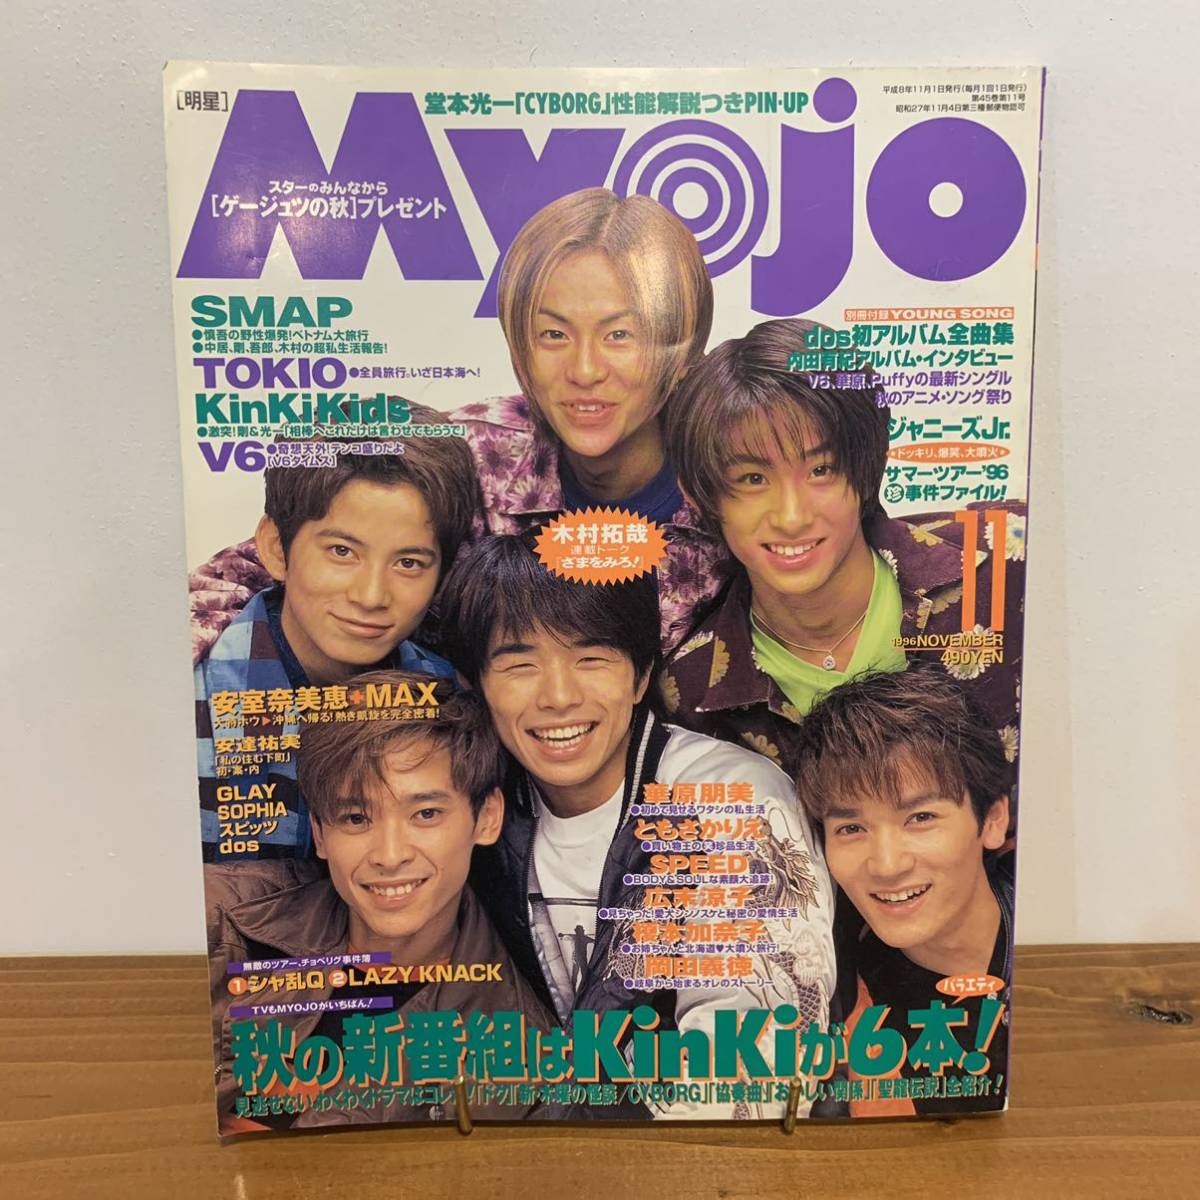 [明星]
堂本光一「CYBORG」性能解説つきPIN・UP
平成8年11月1日発行(毎月1回1日発行)
第45巻第11号
昭和27年11月4日第三種郵便物認可
Myojo
スターのみんなから
[ゲージュツの秋]プレゼント
SMAP
●慎吾の野性爆発!ベトナム大旅行
●中居、剛、吾郎、木村の超私生活報告!
TOKIO ●全員旅行。いざ日本海へ!
KinKi Kids
●激突!剛&光一「相棒へこれだけは言わせてもらうで」
V6 ●奇想天外!テンコ盛りだよ
[V6タイムス]
別冊付録 YOUNG SONG
dos初アルバム全曲集
内田有紀アルバム・インタビュー
V6、華原、Puffyの最新シングル
秋のアニメ・ソング祭り
ジャニーズJr.
●ドッキリ、爆笑、大噴火●
サマーツアー'96
珍事件ファイル!
11
1996 NOVEMBER
490YEN
木村拓哉
連載トーク
「ざまをみろ!」
安室奈美恵+MAX
大特ホウ▶沖縄へ帰る!熱き凱旋を完全密着!
安達祐実
「私の住む下町」
初・案・内
GLAY
SOPHIA
スピッツ
dos
華原朋美
●初めて見せるワタシの私生活
ともさかりえ
●買い物王の珍品生活
SPEED
●BODY&SOULな素顔大追跡!
広末涼子
●見ちゃった!愛犬シンノスケと秘密の愛情生活
榎本加奈子
●お姉ちゃんと北海道♥大噴火旅行!
岡田義徳
●岐阜から始まるオレのストーリー
無敵のツアー、チョベリグ事件簿
1シャ乱Q 2LAZY KNACK
TVもMYOJOがいちばん!
バラエティ
秋の新番組はKinKiが6本!
見逃せないわくわくドラマはコレだ!「ドク」「新・木曜の怪談/CYBORG」「協奏曲」「おかしい関係」「聖龍伝説」全紹介!